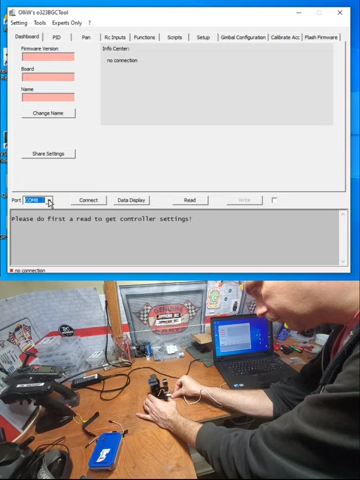 OlliW's o323BGCTool
Setting Tools Experts Only ?
Dashboard PID Pan Rc Inputs Functions Scripts Setup Gimbal Configuration Calibrate Acc Flash Firmware
Firmware Version
Board
Name
Change Name
Share Settings
Info Center:
no connection
Port COM8 Connect Data Display Read Write
Please do first a read to get controller settings!
no connection
GENUINE